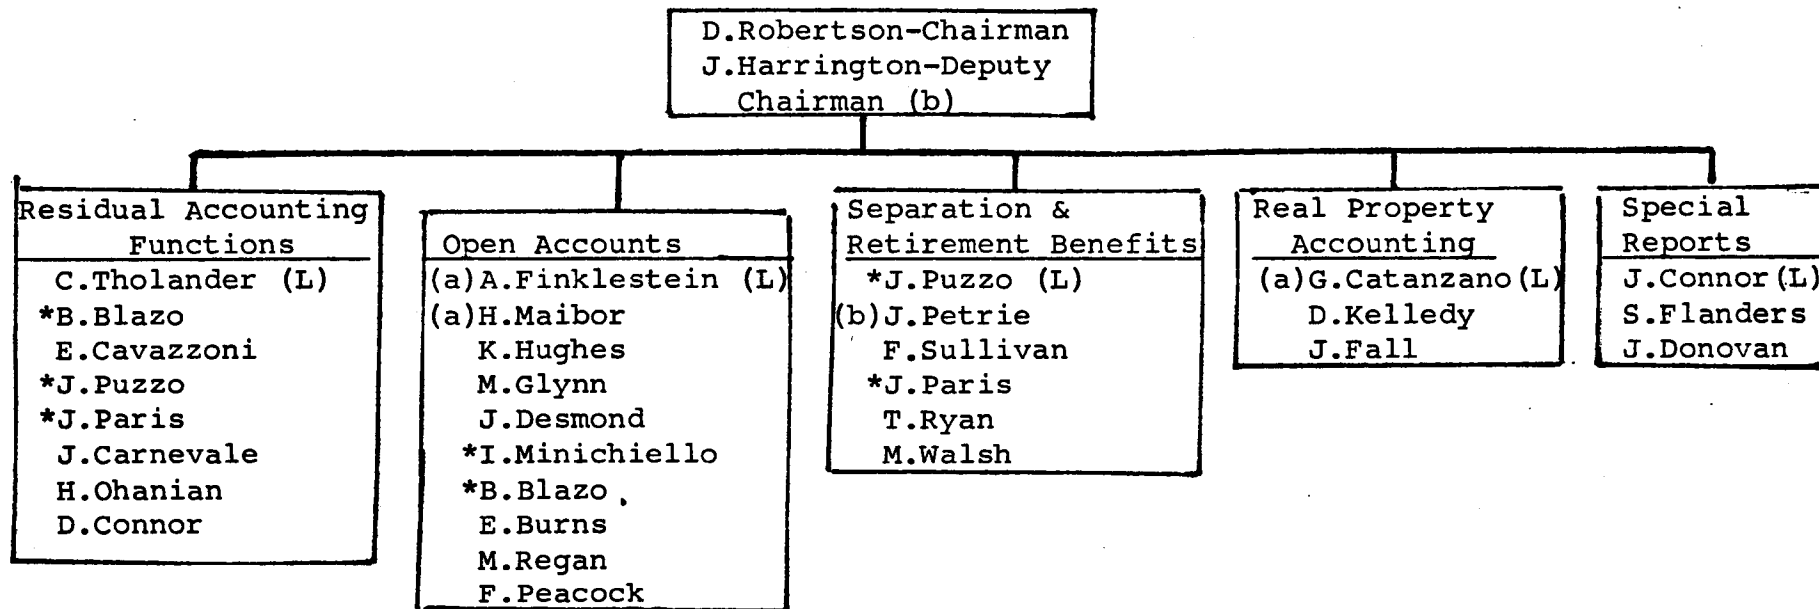 D.Robertson-Chairman
J.Harrington-Deputy
Chairman (b)
Residual Accounting
Functions
C.Tholander (L)
*B.Blazo
E.Cavazzoni
*J.Puzzo
*J.Paris
J.Carnevale
H.Ohanian
D.Connor
Open Accounts
(a)A.Finklestein (L)
(a)H.Maibor
K.Hughes
M.Glynn
J.Desmond
*I.Minichiello
*B.Blazo
E.Burns
M.Regan
F.Peacock
Separation &
Retirement Benefits
*J.Puzzo (L)
(b)J.Petrie
F.Sullivan
*J.Paris
T.Ryan
M.Walsh
Real Property
Accounting
(a)G.Catanzano(L)
D.Kelledy
J.Fall
Special
Reports
J.Connor(L)
S.Flanders
J.Donovan